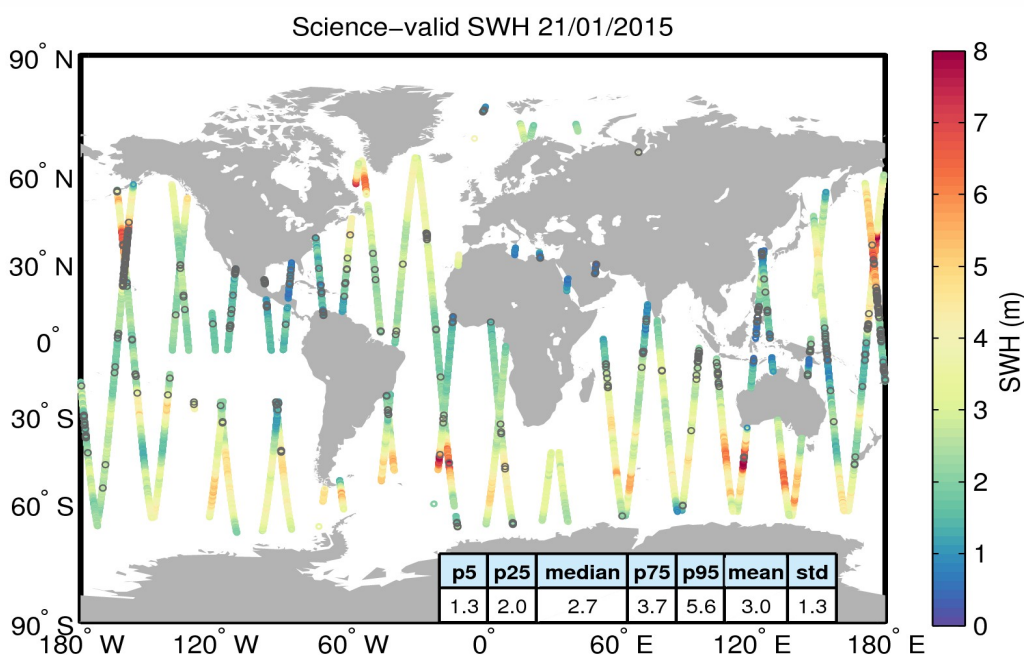 Science−valid SWH 21/01/2015
90° N
60° N
30° N
0°
30° S
60° S
90° S
180° W
120° W
60° W
0°
60° E
120° E
180° E
p5 p25 median p75 p95 mean std
1.3 2.0 2.7 3.7 5.6 3.0 1.3
8
7
6
5
4
3
2
1
0
SWH (m)